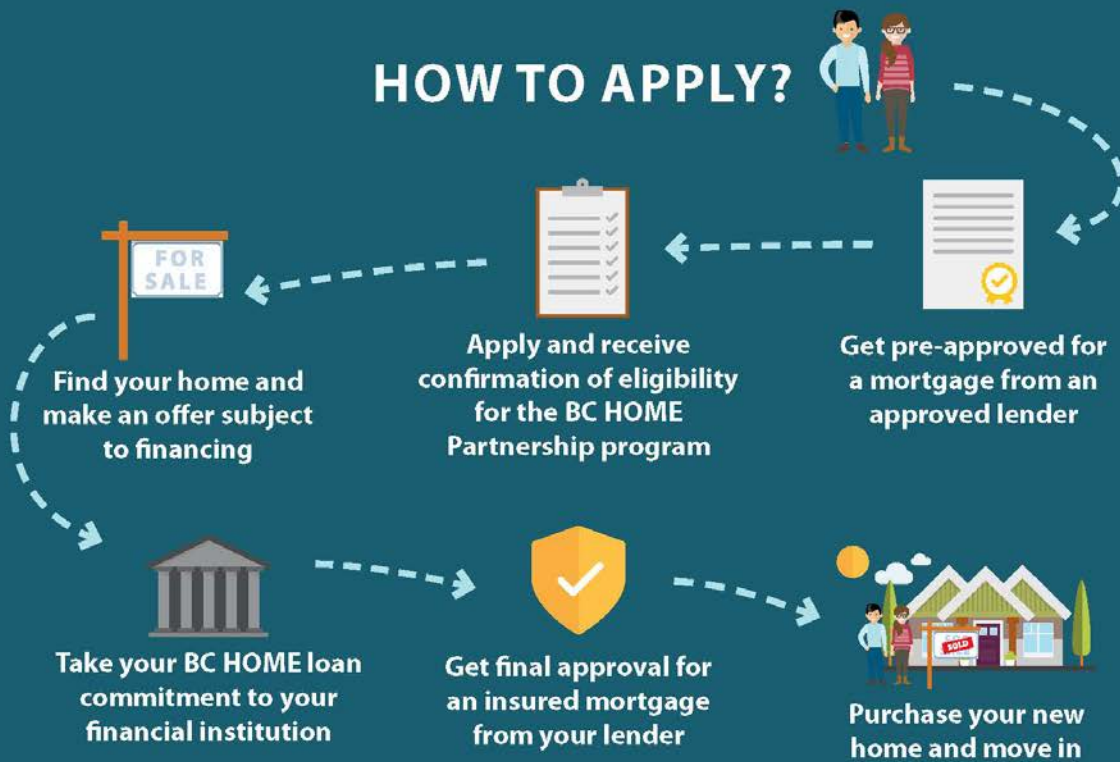 HOW TO APPLY?
Get pre-approved for
a mortgage from an
approved lender
Apply and receive
confirmation of eligibility
for the BC HOME
Partnership program
FOR
SALE
Find your home and
make an offer subject
to financing
Take your BC HOME loan
commitment to your
financial institution
Get final approval for
an insured mortgage
from your lender
SOLD
Purchase your new
home and move in